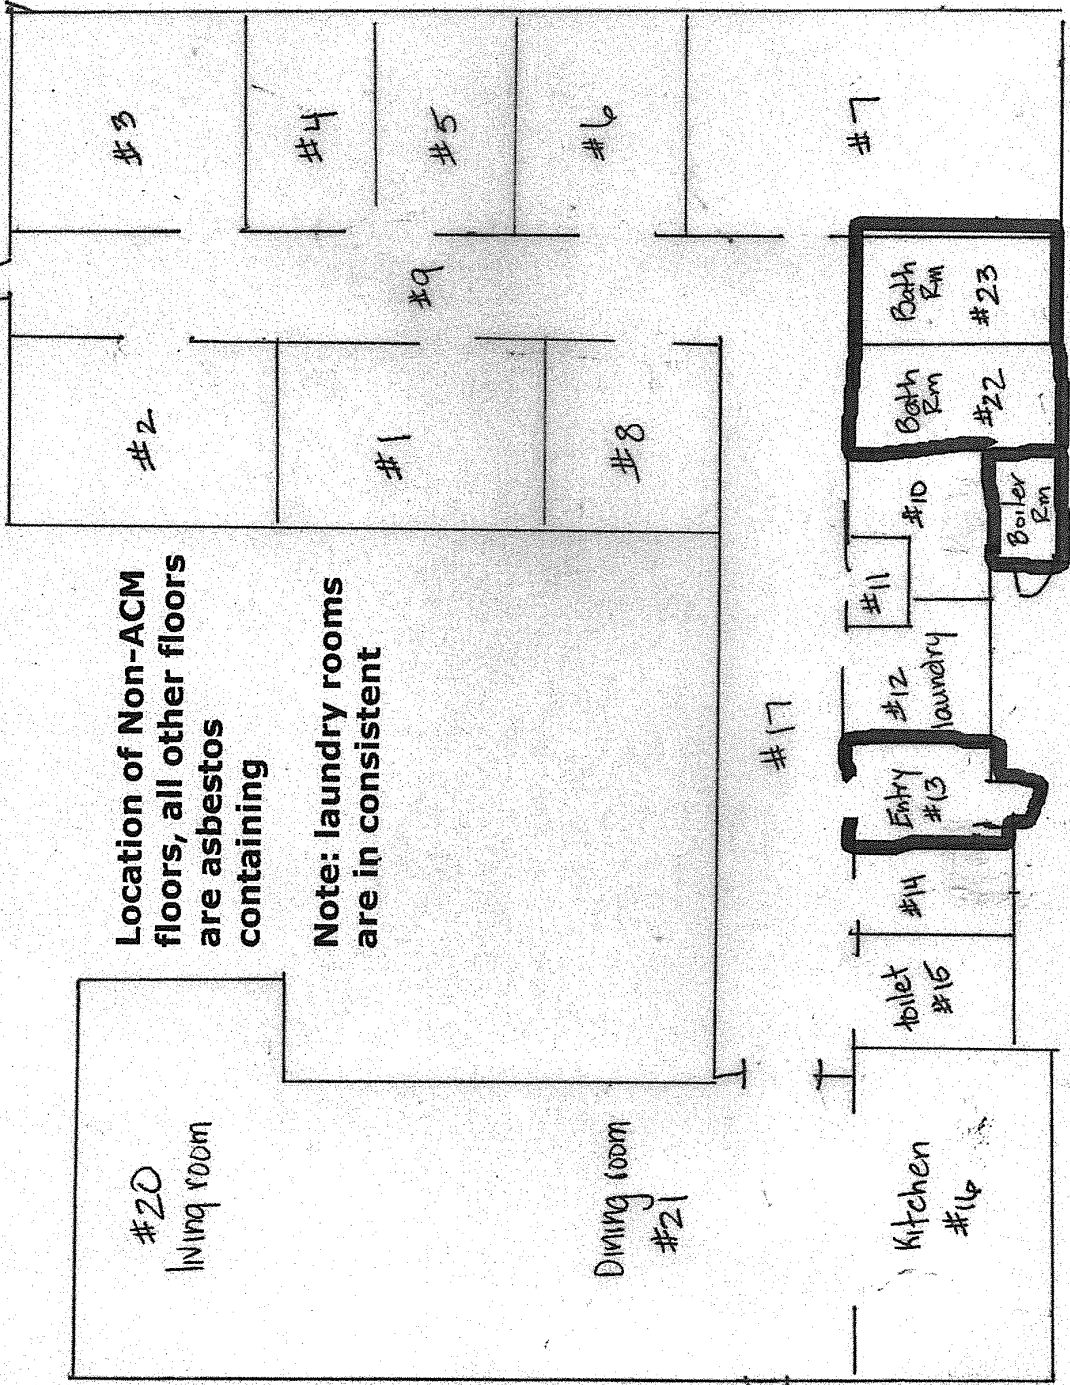 Location of Non-ACM
floors, all other floors
are asbestos
containing
Note: laundry rooms
are in consistent
#20
living room
Dining room
#21
#2
#1
#8
#3
#4
#5
#6
#7
#9
#17
Kitchen
#16
toilet
#15
#14
Entry
#13
#12
laundry
#11
#10
Boiler
Rm
Bath
Rm
#22
Bath
Rm
#23